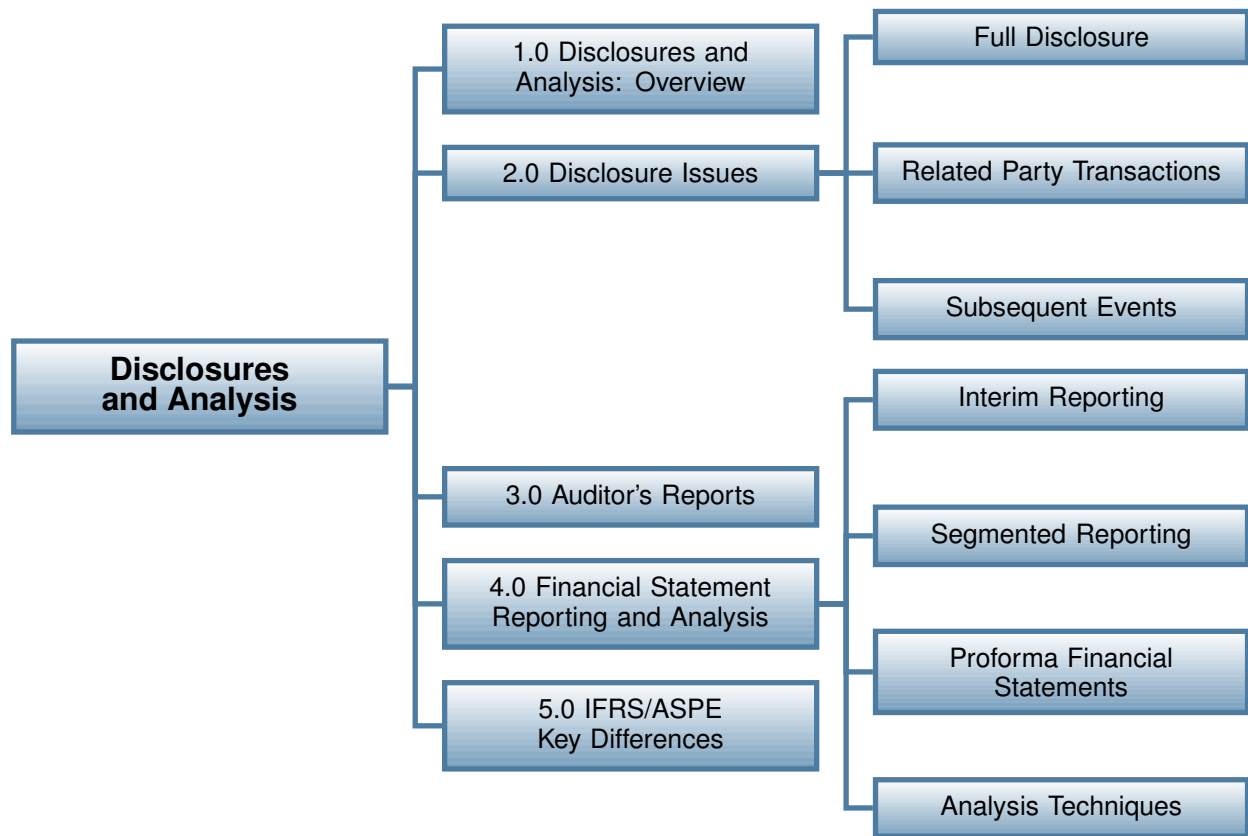 Disclosures
and Analysis
1.0 Disclosures and
Analysis: Overview
2.0 Disclosure Issues
Full Disclosure
Related Party Transactions
Subsequent Events
3.0 Auditor's Reports
4.0 Financial Statement
Reporting and Analysis
Interim Reporting
Segmented Reporting
Proforma Financial
Statements
Analysis Techniques
5.0 IFRS/ASPE
Key Differences